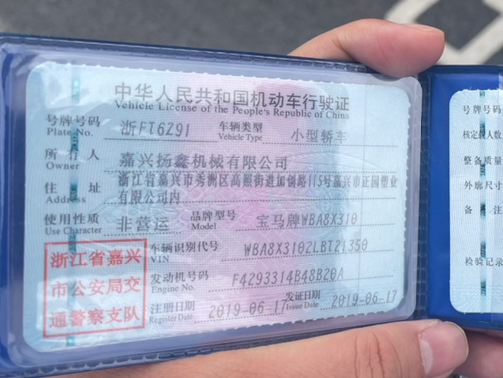 中华人民共和国机动车行驶证
Vehicle License of the People's Republic of China
号牌号码 浙FT6Z91 车辆类型 小型轿车
Plate No. Vehicle Type
所有人 嘉兴扬鑫机械有限公司
Owner
住址 浙江省嘉兴市秀洲区高照街道加创路115号嘉兴市正园塑业
Address 有限公司内
使用性质 非营运 品牌型号 宝马牌WBA8X310
Use Character Model
浙江省嘉兴 车辆识别代号 WBA8X3102LBT21350
VIN
市公安局交 发动机号码 F4293314B48B20A
Engine No.
通警察支队 注册日期 2019-06-17 发证日期 2019-06-17
Register Date Issue Date
号牌号码
核定载人数
整备质量
外廓尺寸
备注
检验记录